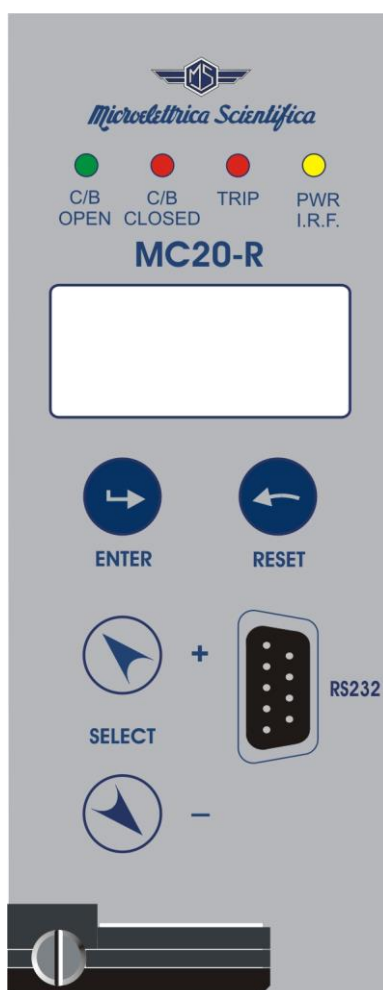 MS
Microelettrica Scientifica
C/B OPEN
C/B CLOSED
TRIP
PWR I.R.F.
MC20-R
ENTER
RESET
+
RS232
SELECT
–